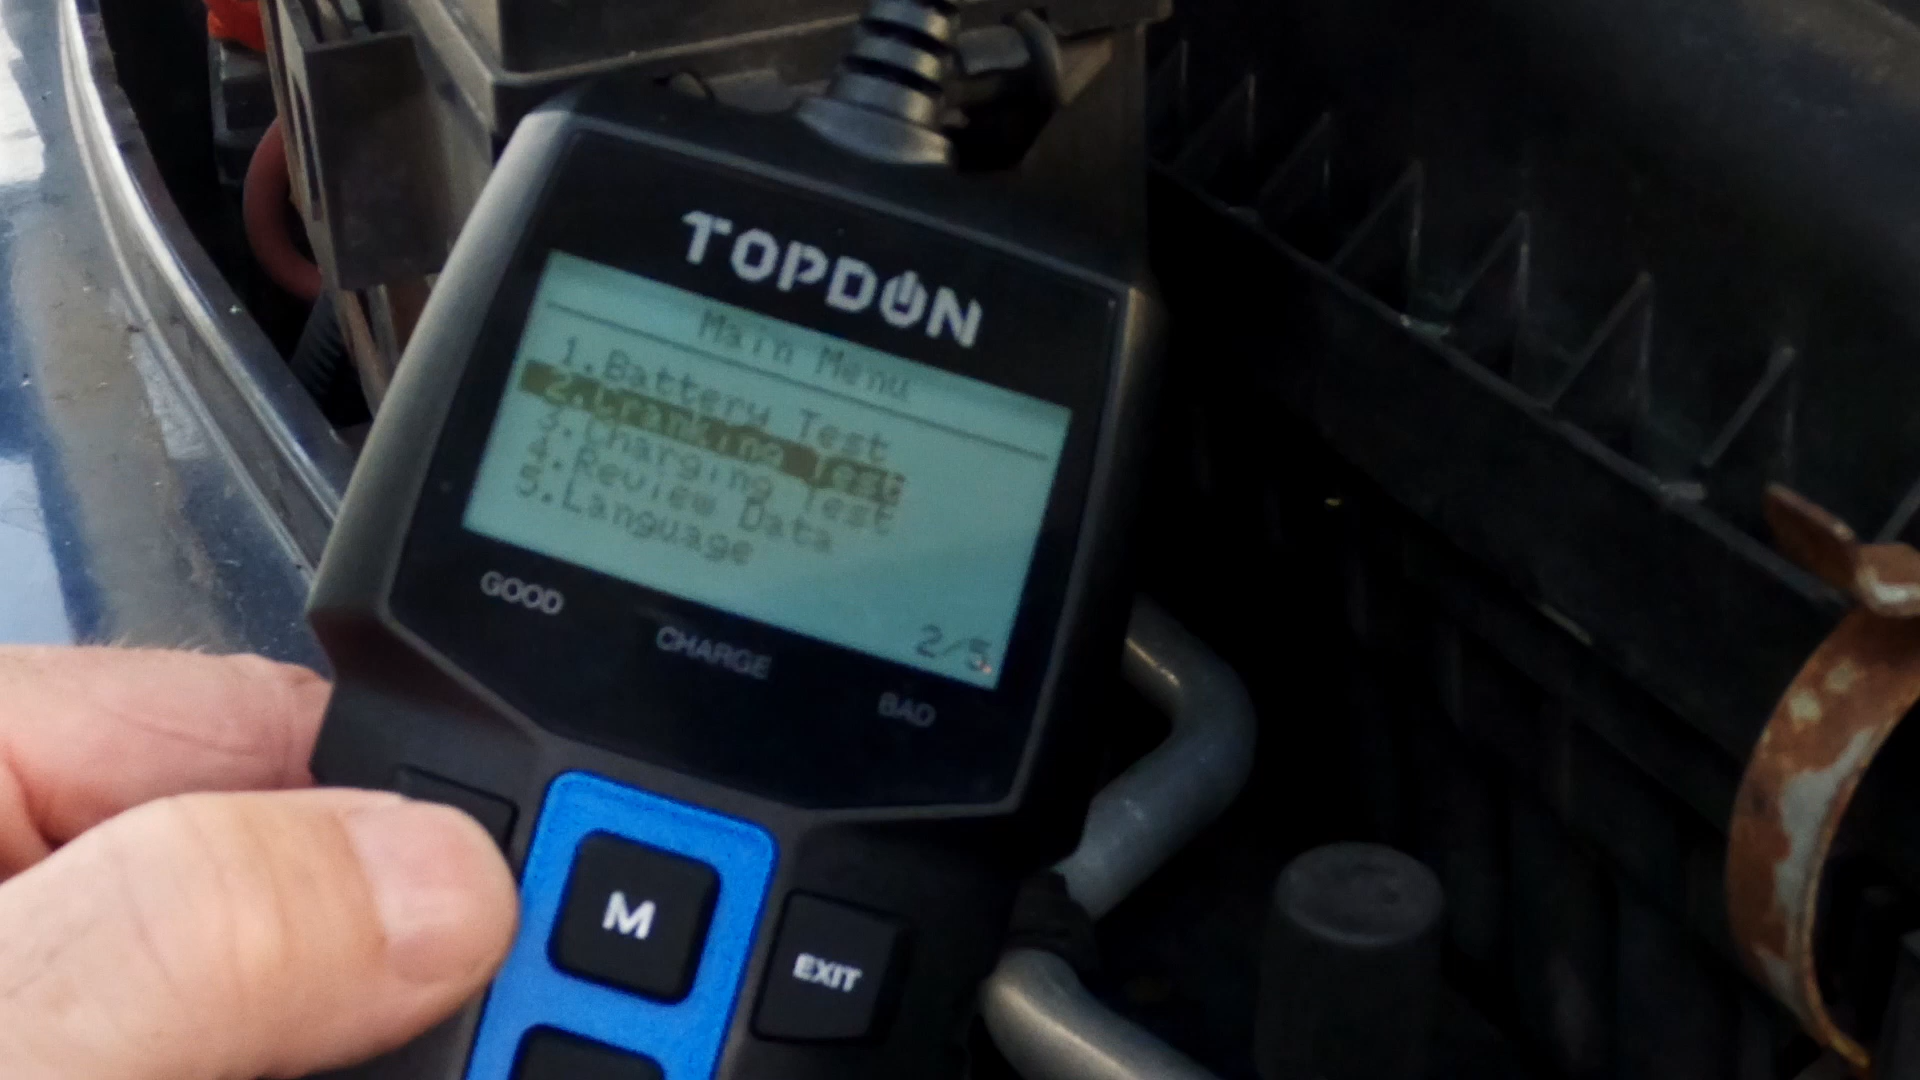 TOPDON
Main Menu
1.Battery Test
2.Cranking Test
3.Charging Test
4.Review Data
5.Language
2/5
GOOD
CHARGE
BAD
M
EXIT